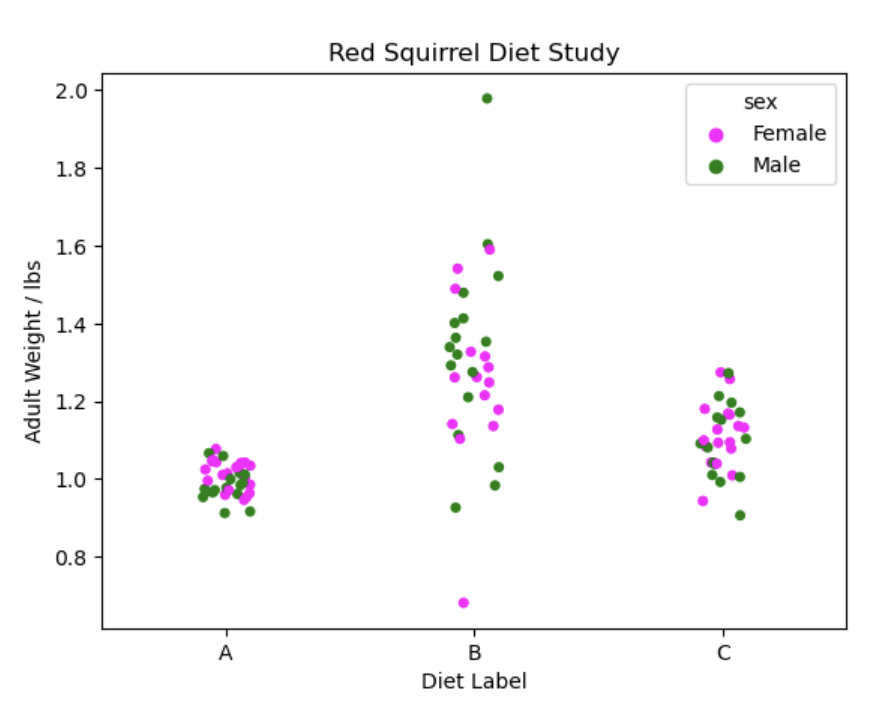 Red Squirrel Diet Study
sex
Female
Male
2.0
1.8
1.6
1.4
1.2
1.0
0.8
Adult Weight / lbs
A B C
Diet Label